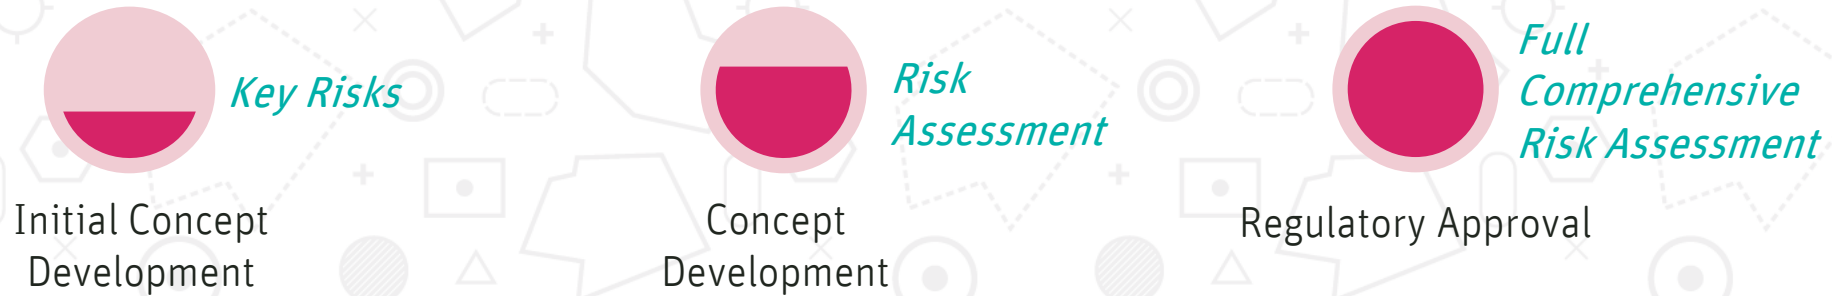 Key Risks
Initial Concept
Development
Risk
Assessment
Concept
Development
Full
Comprehensive
Risk Assessment
Regulatory Approval